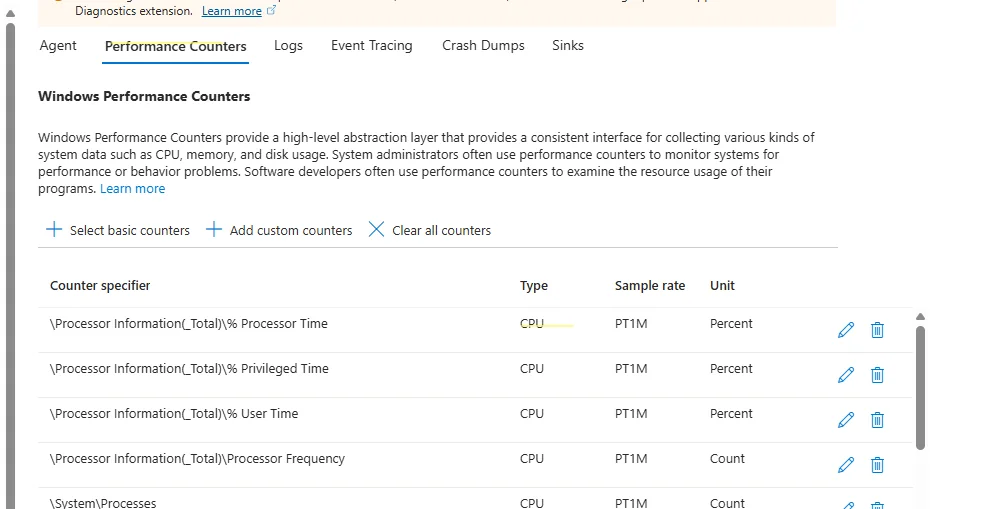 Diagnostics extension. Learn more
Agent Performance Counters Logs Event Tracing Crash Dumps Sinks
Windows Performance Counters
Windows Performance Counters provide a high-level abstraction layer that provides a consistent interface for collecting various kinds of
system data such as CPU, memory, and disk usage. System administrators often use performance counters to monitor systems for
performance or behavior problems. Software developers often use performance counters to examine the resource usage of their
programs. Learn more
Select basic counters Add custom counters Clear all counters
Counter specifier Type Sample rate Unit
\Processor Information(_Total)\% Processor Time CPU PT1M Percent
\Processor Information(_Total)\% Privileged Time CPU PT1M Percent
\Processor Information(_Total)\% User Time CPU PT1M Percent
\Processor Information(_Total)\Processor Frequency CPU PT1M Count
\System\Processes CPU PT1M Count